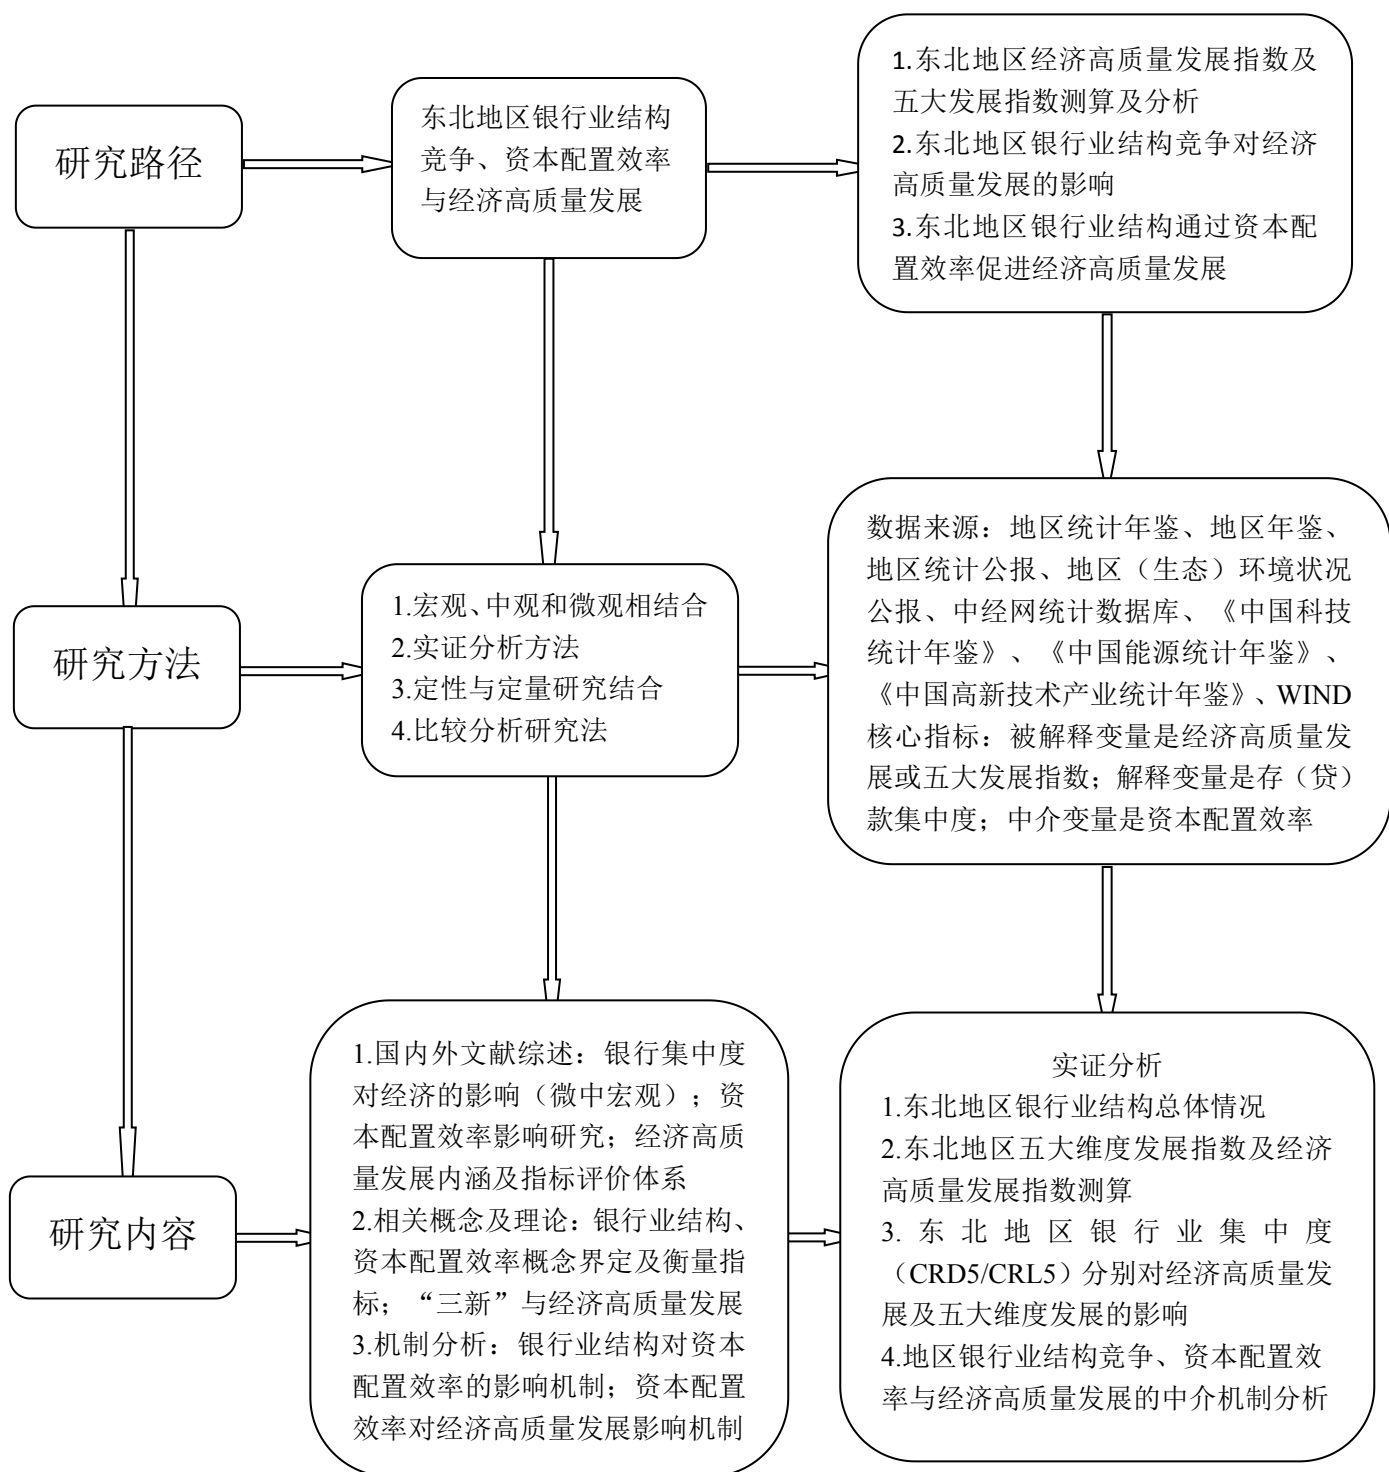 研究路径
东北地区银行业结构
竞争、资本配置效率
与经济高质量发展
1.东北地区经济高质量发展指数及
五大发展指数测算及分析
2.东北地区银行业结构竞争对经济
高质量发展的影响
3.东北地区银行业结构通过资本配
置效率促进经济高质量发展
研究方法
1.宏观、中观和微观相结合
2.实证分析方法
3.定性与定量研究结合
4.比较分析研究法
数据来源：地区统计年鉴、地区年鉴、
地区统计公报、地区（生态）环境状况
公报、中经网统计数据库、《中国科技
统计年鉴》、《中国能源统计年鉴》、
《中国高新技术产业统计年鉴》、WIND
核心指标：被解释变量是经济高质量发
展或五大发展指数；解释变量是存（贷）
款集中度；中介变量是资本配置效率
研究内容
1.国内外文献综述：银行集中度
对经济的影响（微中宏观）；资
本配置效率影响研究；经济高质
量发展内涵及指标评价体系
2.相关概念及理论：银行业结构、
资本配置效率概念界定及衡量指
标；“三新”与经济高质量发展
3.机制分析：银行业结构对资本
配置效率的影响机制；资本配置
效率对经济高质量发展影响机制
实证分析
1.东北地区银行业结构总体情况
2.东北地区五大维度发展指数及经济
高质量发展指数测算
3.东北地区银行业集中度
（CRD5/CRL5）分别对经济高质量发
展及五大维度发展的影响
4.地区银行业结构竞争、资本配置效
率与经济高质量发展的中介机制分析